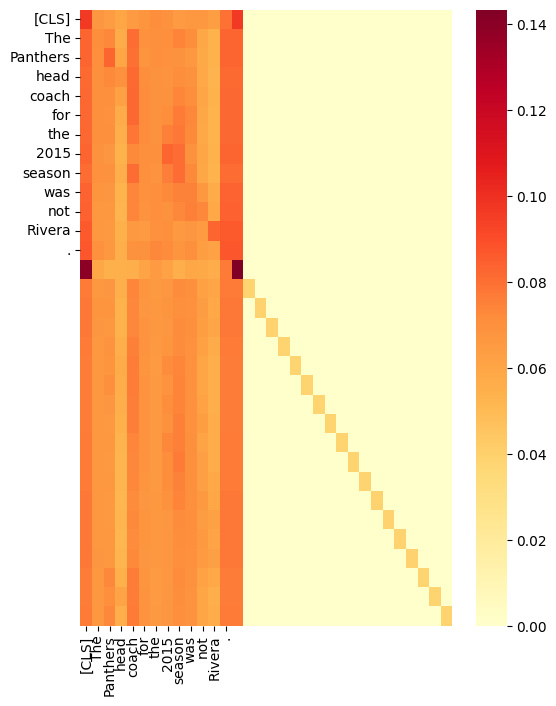 [CLS]
The
Panthers
head
coach
for
the
2015
season
was
not
Rivera
.
0.14
0.12
0.10
0.08
0.06
0.04
0.02
0.00
[CLS]
The
Panthers
head
coach
for
the
2015
season
was
not
Rivera
.